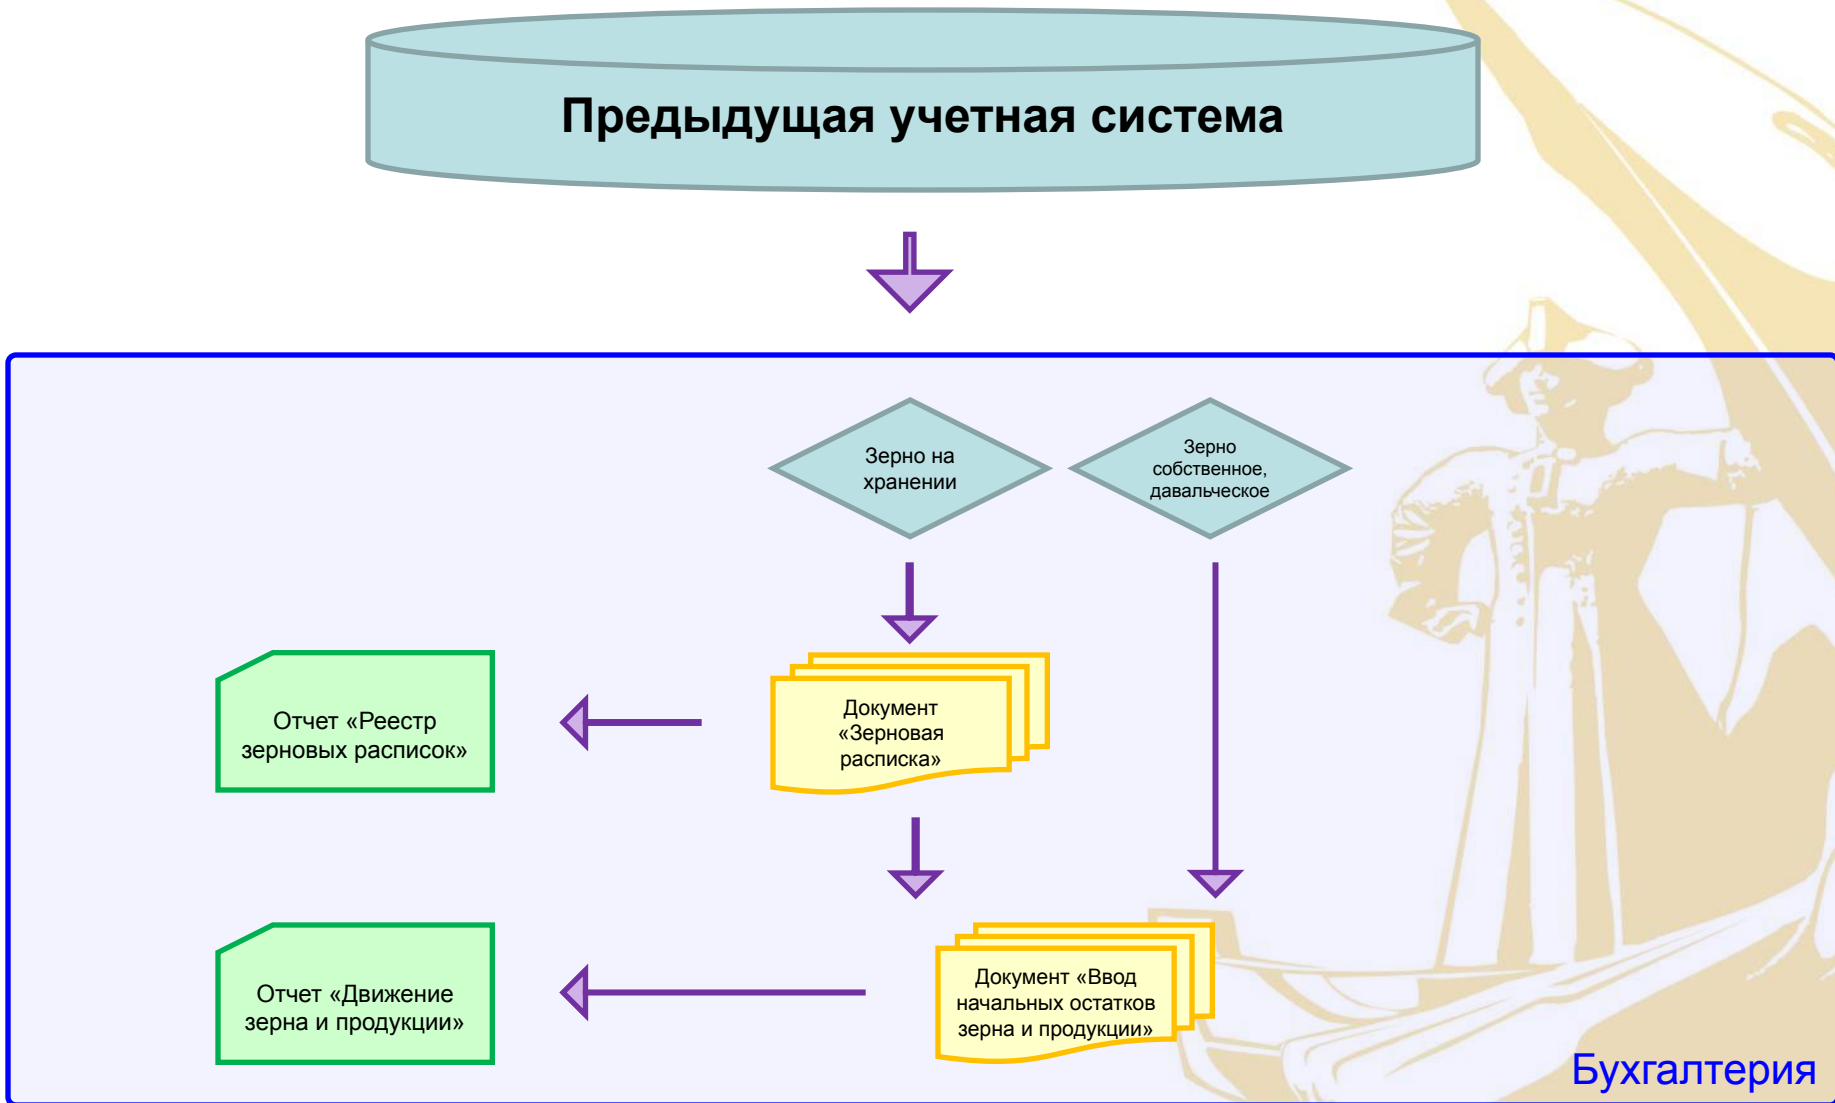 Предыдущая учетная система
Зерно на
хранении
Зерно
собственное,
давальческое
Отчет «Реестр
зерновых расписок»
Документ
«Зерновая
расписка»
Отчет «Движение
зерна и продукции»
Документ «Ввод
начальных остатков
зерна и продукции»
Бухгалтерия